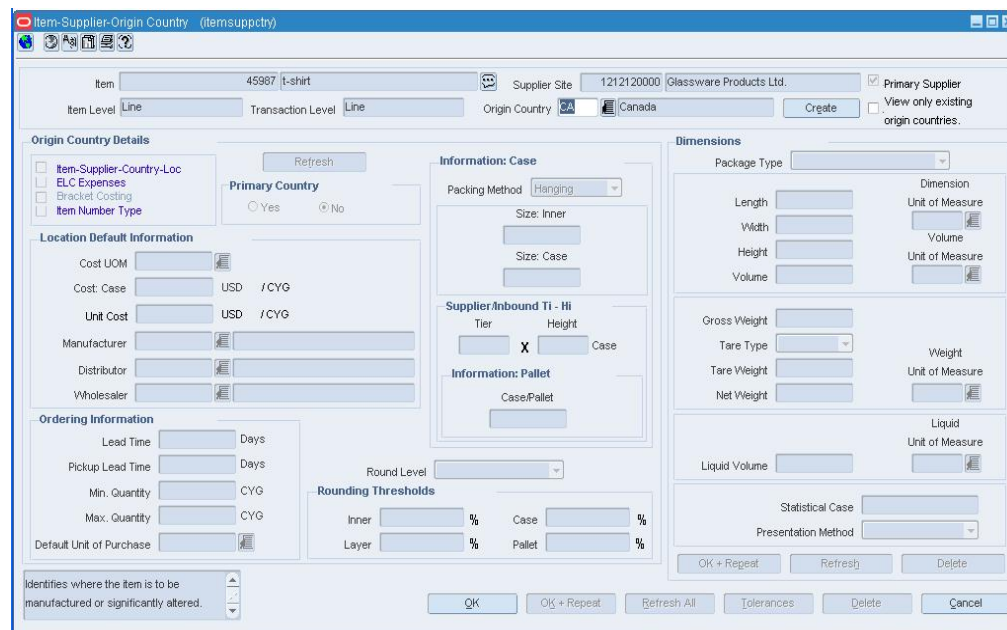 Item-Supplier-Origin Country (itemsuppctry)
Item 45987 t-shirt Supplier Site 1212120000 Glassware Products Ltd. Primary Supplier
Item Level Line Transaction Level Line Origin Country CA Canada Create View only existing origin countries.
Origin Country Details
Item-Supplier-Country-Loc
ELC Expenses
Bracket Costing
Item Number Type
Refresh
Primary Country
Yes No
Location Default Information
Cost UOM
Cost: Case USD / CYG
Unit Cost USD / CYG
Manufacturer
Distributor
Wholesaler
Ordering Information
Lead Time Days
Pickup Lead Time Days
Min. Quantity CYG
Max. Quantity CYG
Default Unit of Purchase
Information: Case
Packing Method Hanging
Size: Inner
Size: Case
Supplier/Inbound Ti - Hi
Tier Height
X Case
Information: Pallet
Case/Pallet
Round Level
Rounding Thresholds
Inner % Case %
Layer % Pallet %
Dimensions
Package Type
Dimension
Length Unit of Measure
Width
Volume
Height Unit of Measure
Volume
Gross Weight
Tare Type
Weight
Tare Weight Unit of Measure
Net Weight
Liquid
Unit of Measure
Liquid Volume
Statistical Case
Presentation Method
OK + Repeat Refresh Delete
Identifies where the item is to be
manufactured or significantly altered.
OK OK + Repeat Refresh All Tolerances Delete Cancel